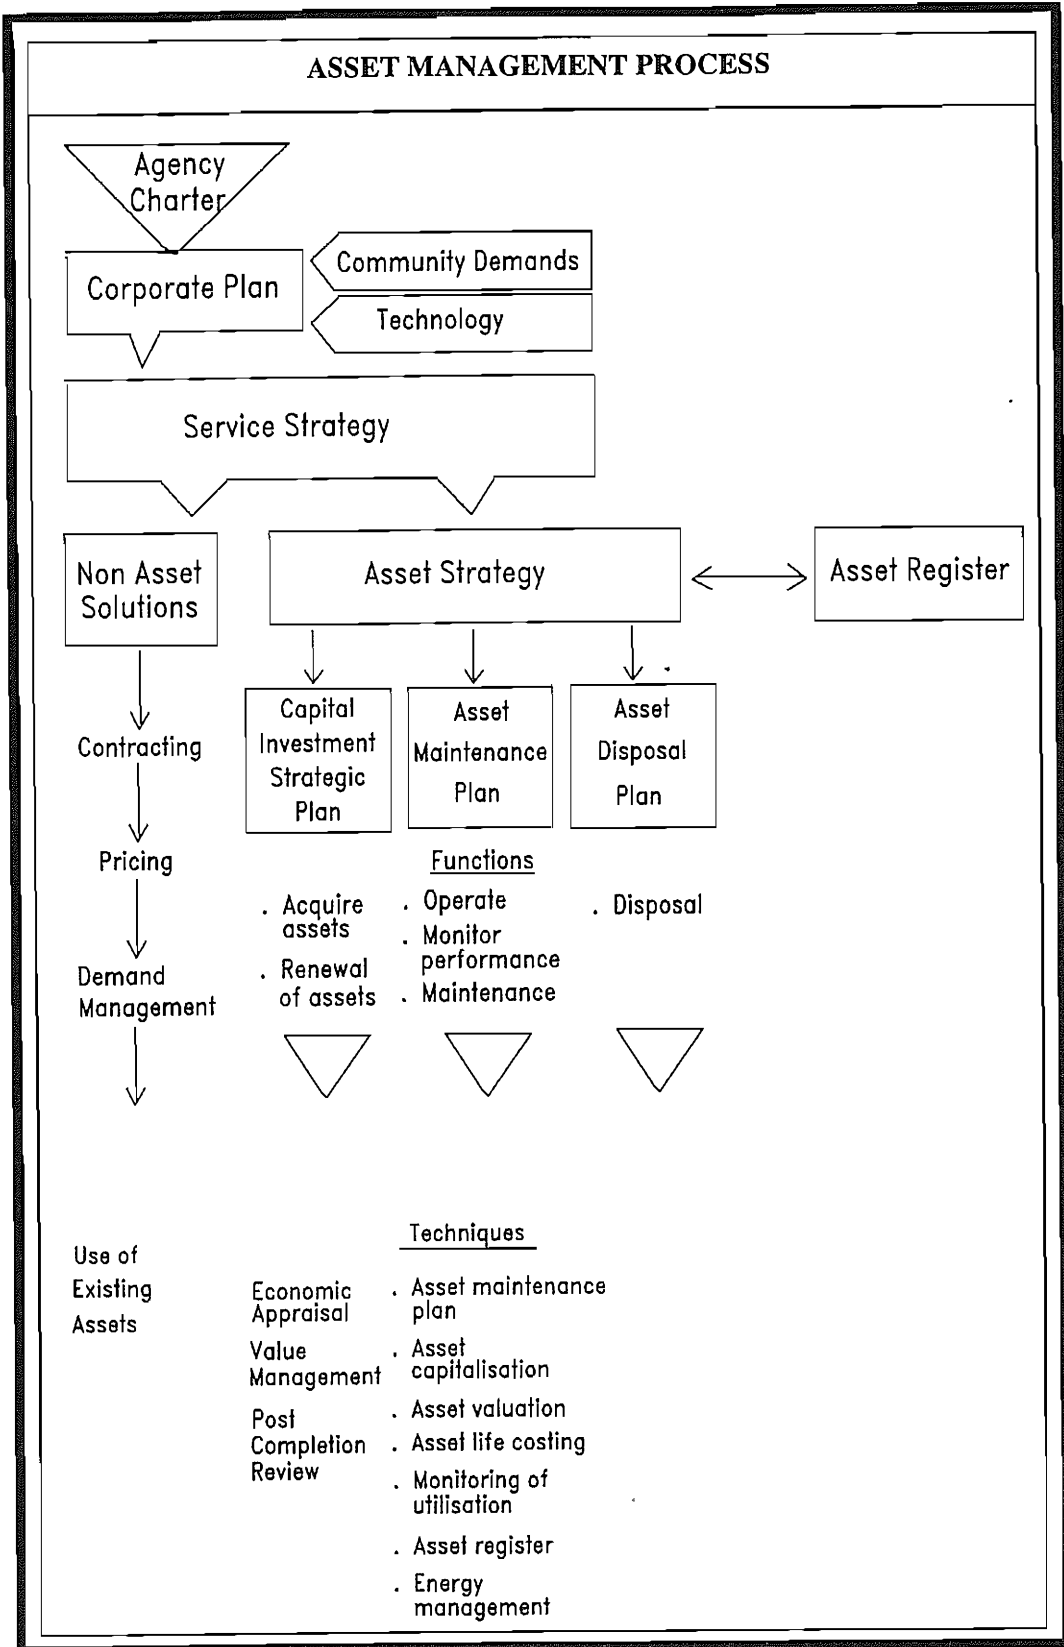 ASSET MANAGEMENT PROCESS
Agency
Charter
Corporate Plan
Community Demands
Technology
Service Strategy
Non Asset
Solutions
Asset Strategy
Asset Register
Contracting
Pricing
Demand
Management
Capital
Investment
Strategic
Plan
Asset
Maintenance
Plan
Asset
Disposal
Plan
Functions
. Acquire
assets
. Renewal
of assets
. Operate
. Monitor
performance
. Maintenance
. Disposal
Use of
Existing
Assets
Techniques
Economic
Appraisal
Value
Management
Post
Completion
Review
. Asset maintenance
plan
. Asset
capitalisation
. Asset valuation
. Asset life costing
. Monitoring of
utilisation
. Asset register
. Energy
management